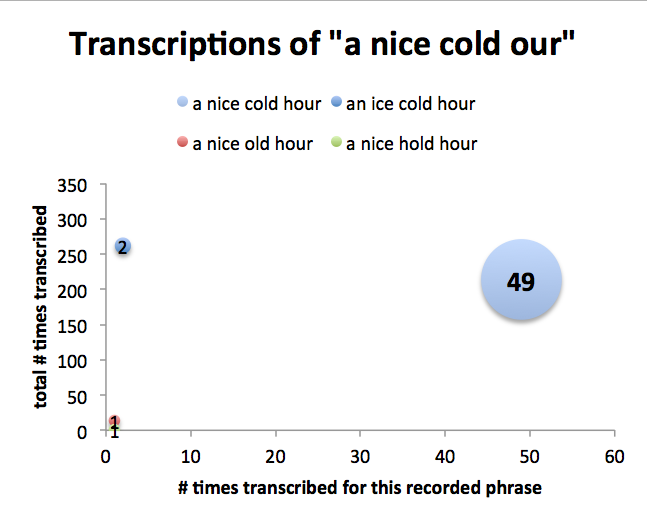 Transcriptions of "a nice cold our"
a nice cold hour an ice cold hour
a nice old hour a nice hold hour
total # times transcribed
350
300
250
200
150
100
50
0
2
49
1
1
0 10 20 30 40 50 60
# times transcribed for this recorded phrase